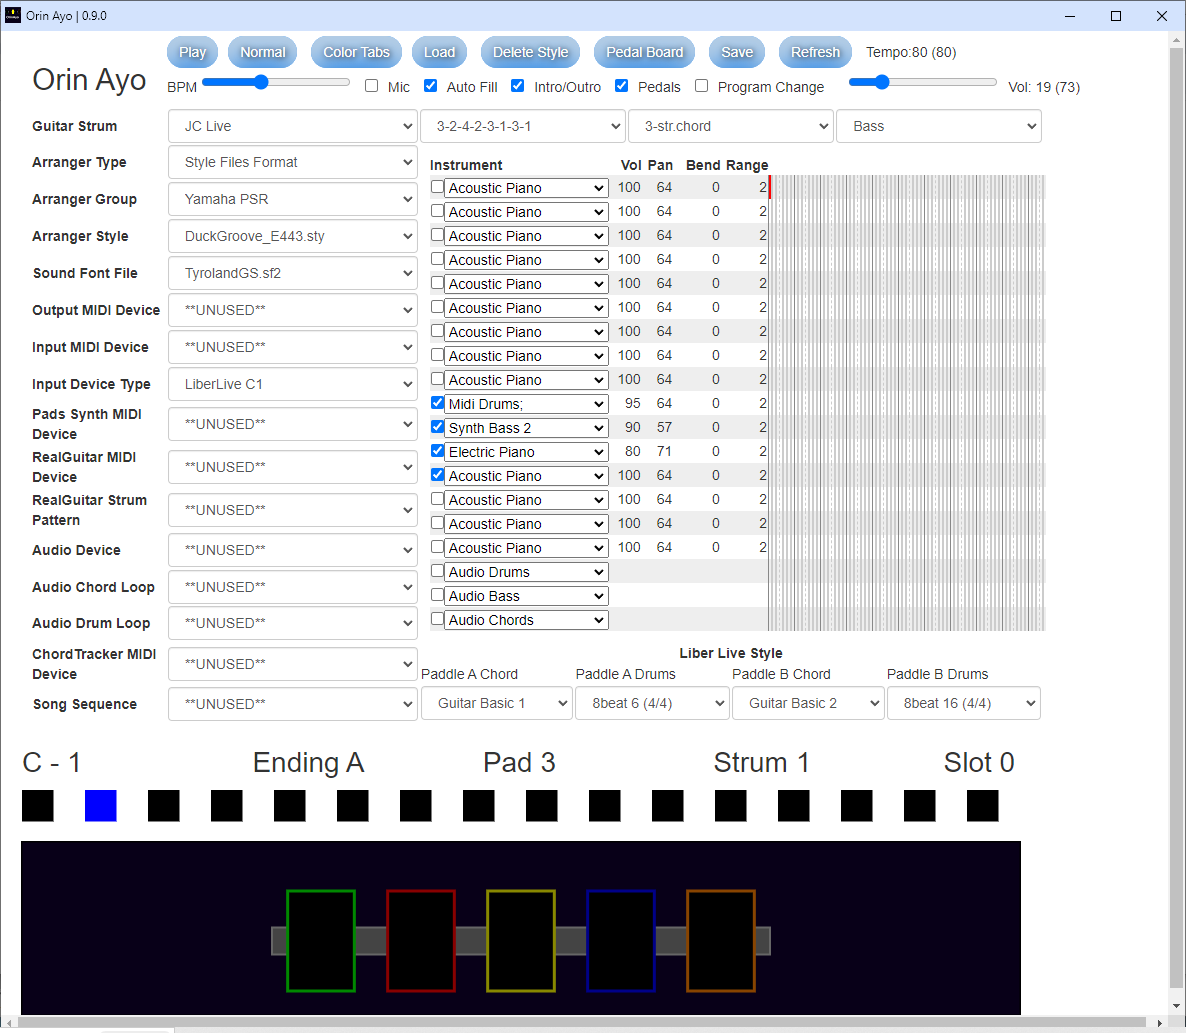 Orin Ayo | 0.9.0
Play Normal Color Tabs Load Delete Style Pedal Board Save Refresh Tempo:80 (80)
Orin Ayo
BPM Mic Auto Fill Intro/Outro Pedals Program Change Vol: 19 (73)
Guitar Strum JC Live 3-2-4-2-3-1-3-1 3-str.chord Bass
Arranger Type Style Files Format
Arranger Group Yamaha PSR
Arranger Style DuckGroove_E443.sty
Sound Font File TyrolandGS.sf2
Output MIDI Device **UNUSED**
Input MIDI Device **UNUSED**
Input Device Type LiberLive C1
Pads Synth MIDI
Device
**UNUSED**
RealGuitar MIDI
Device
**UNUSED**
RealGuitar Strum
Pattern
**UNUSED**
Audio Device **UNUSED**
Audio Chord Loop **UNUSED**
Audio Drum Loop **UNUSED**
ChordTracker MIDI
Device
**UNUSED**
Song Sequence **UNUSED**
Instrument Vol Pan Bend Range
Acoustic Piano 100 64 0 2
Acoustic Piano 100 64 0 2
Acoustic Piano 100 64 0 2
Acoustic Piano 100 64 0 2
Acoustic Piano 100 64 0 2
Acoustic Piano 100 64 0 2
Acoustic Piano 100 64 0 2
Acoustic Piano 100 64 0 2
Acoustic Piano 100 64 0 2
Midi Drums; 95 64 0 2
Synth Bass 2 90 57 0 2
Electric Piano 80 71 0 2
Acoustic Piano 100 64 0 2
Acoustic Piano 100 64 0 2
Acoustic Piano 100 64 0 2
Acoustic Piano 100 64 0 2
Audio Drums
Audio Bass
Audio Chords
Liber Live Style
Paddle A Chord Paddle A Drums Paddle B Chord Paddle B Drums
Guitar Basic 1 8beat 6 (4/4) Guitar Basic 2 8beat 16 (4/4)
C - 1 Ending A Pad 3 Strum 1 Slot 0